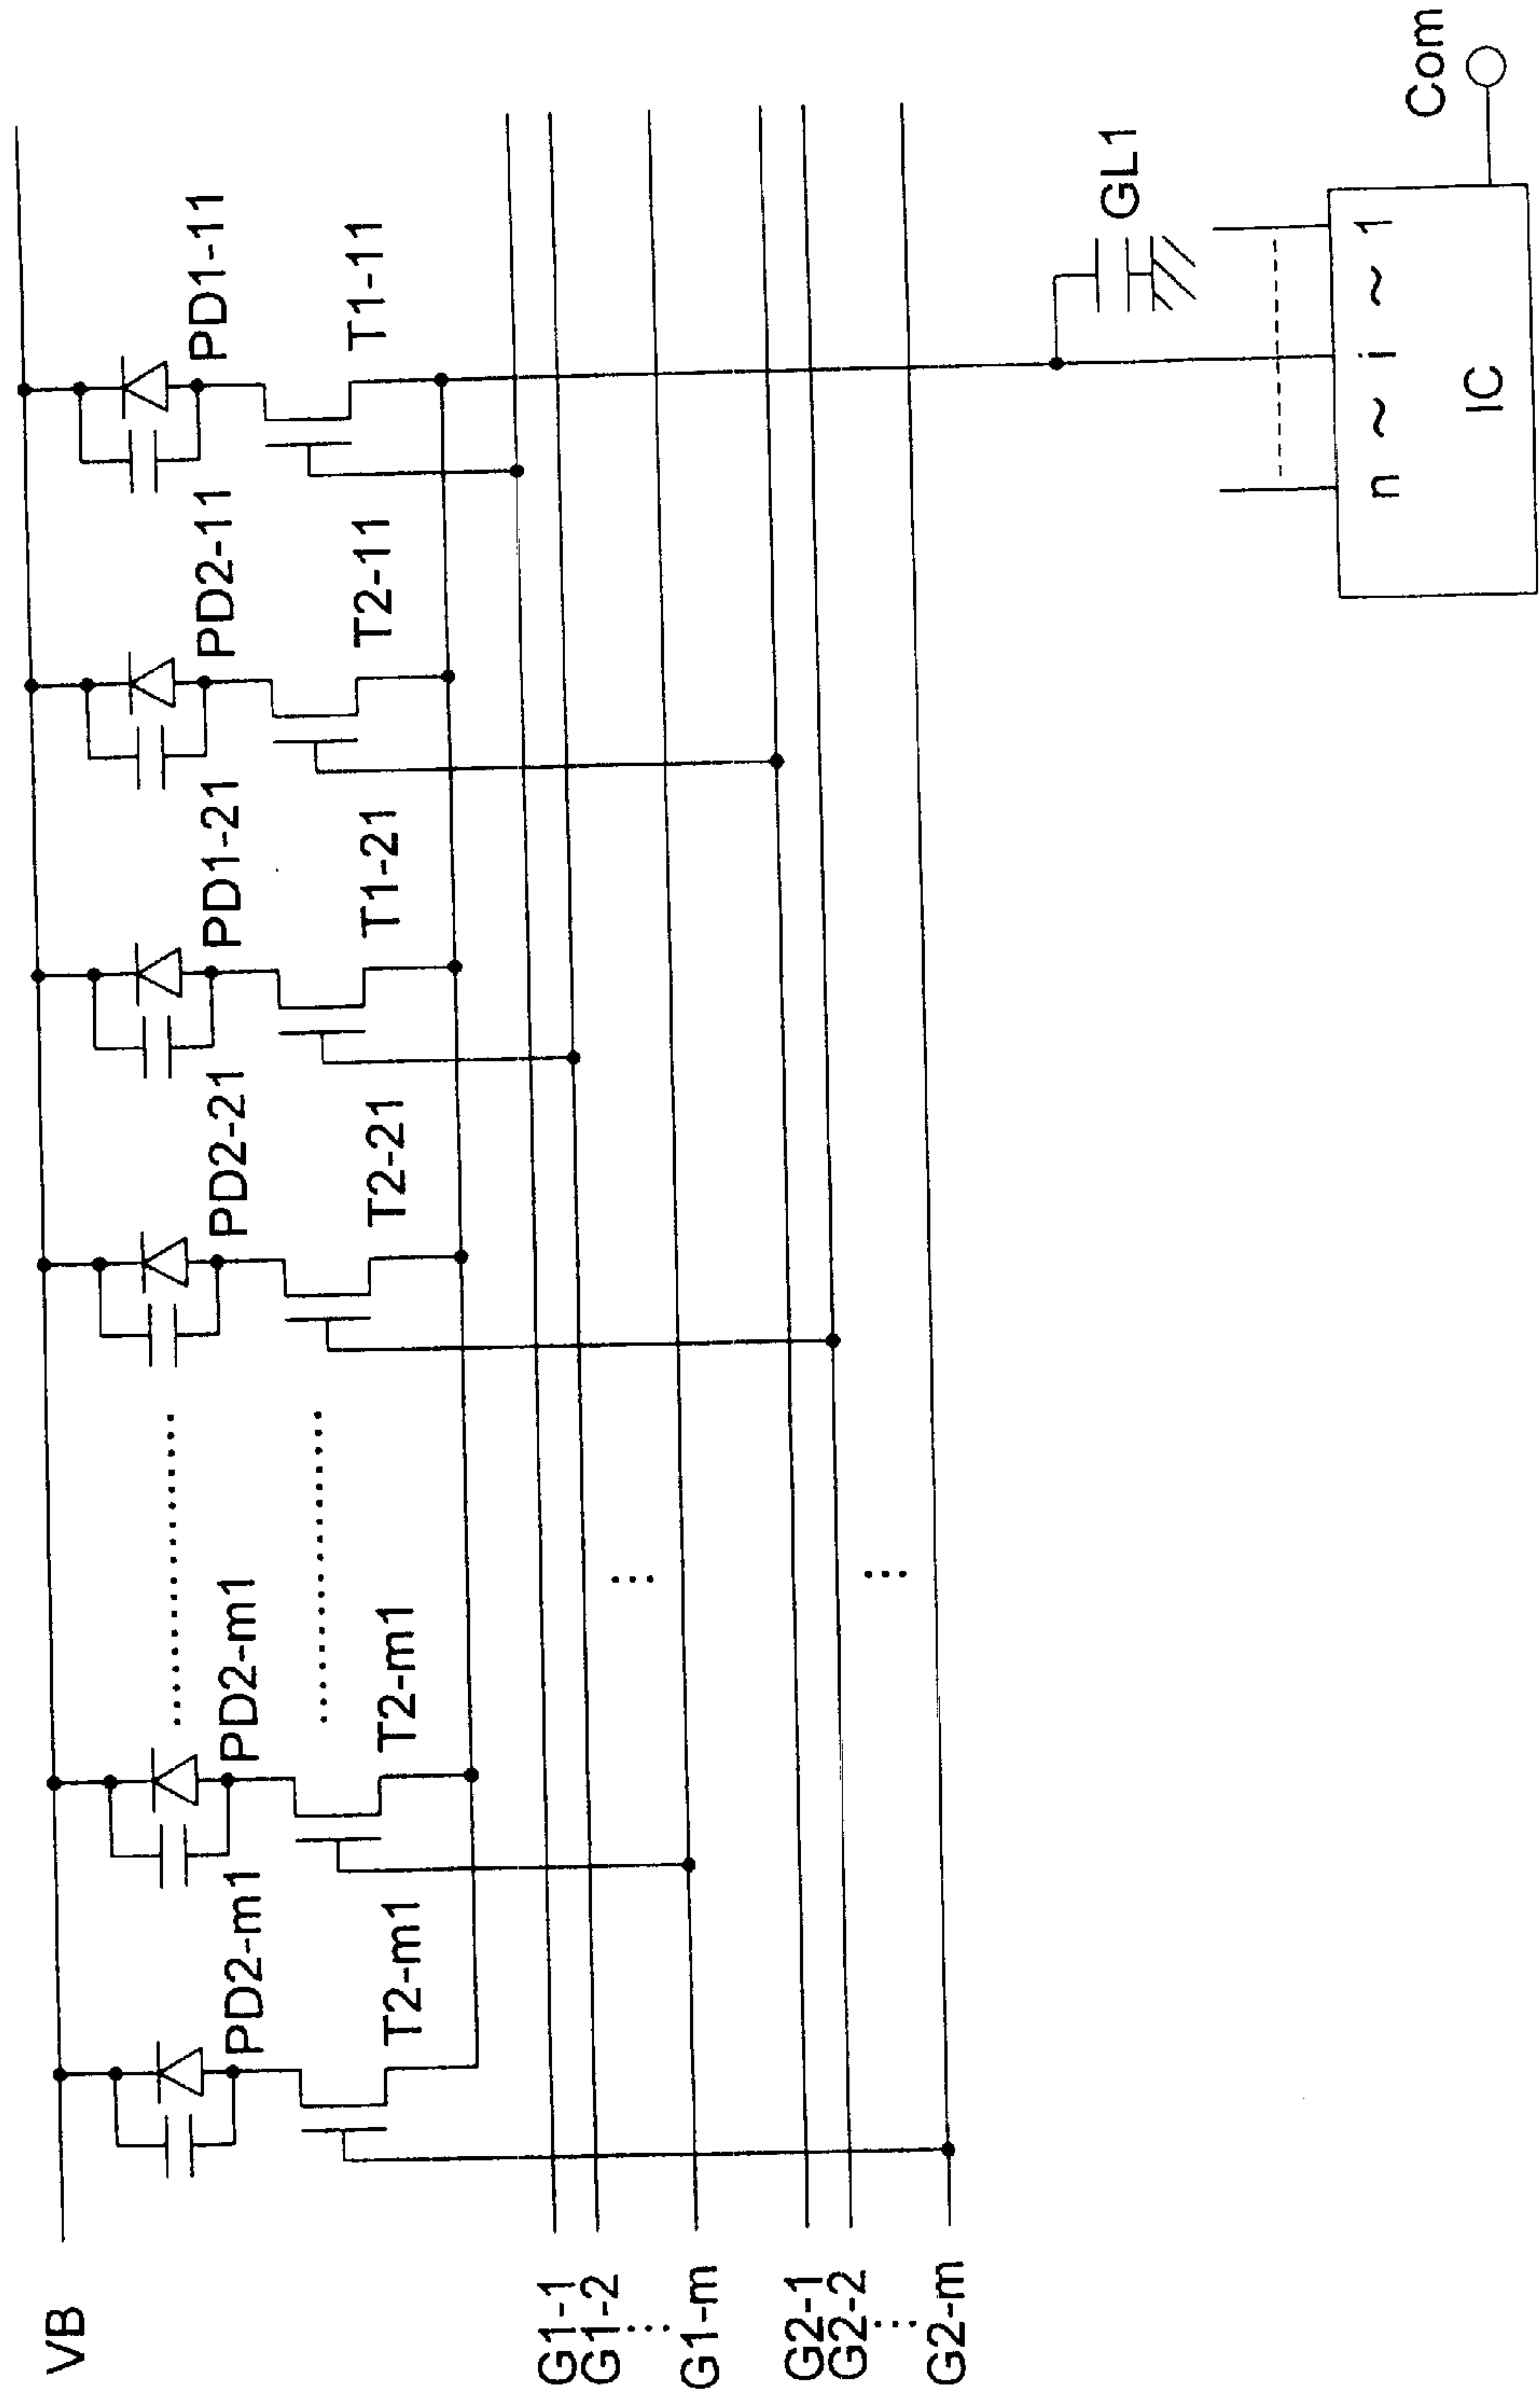 VB
PD2-m1
PD2-m1
PD2-21
PD1-21
PD2-11
PD1-11
T2-m1
T2-m1
T2-21
T1-21
T2-11
T1-11
G1-1
G1-2
⋮
G1-m
G2-1
G2-2
⋮
G2-m
GL1
n ~ i ~ 1
IC
Com